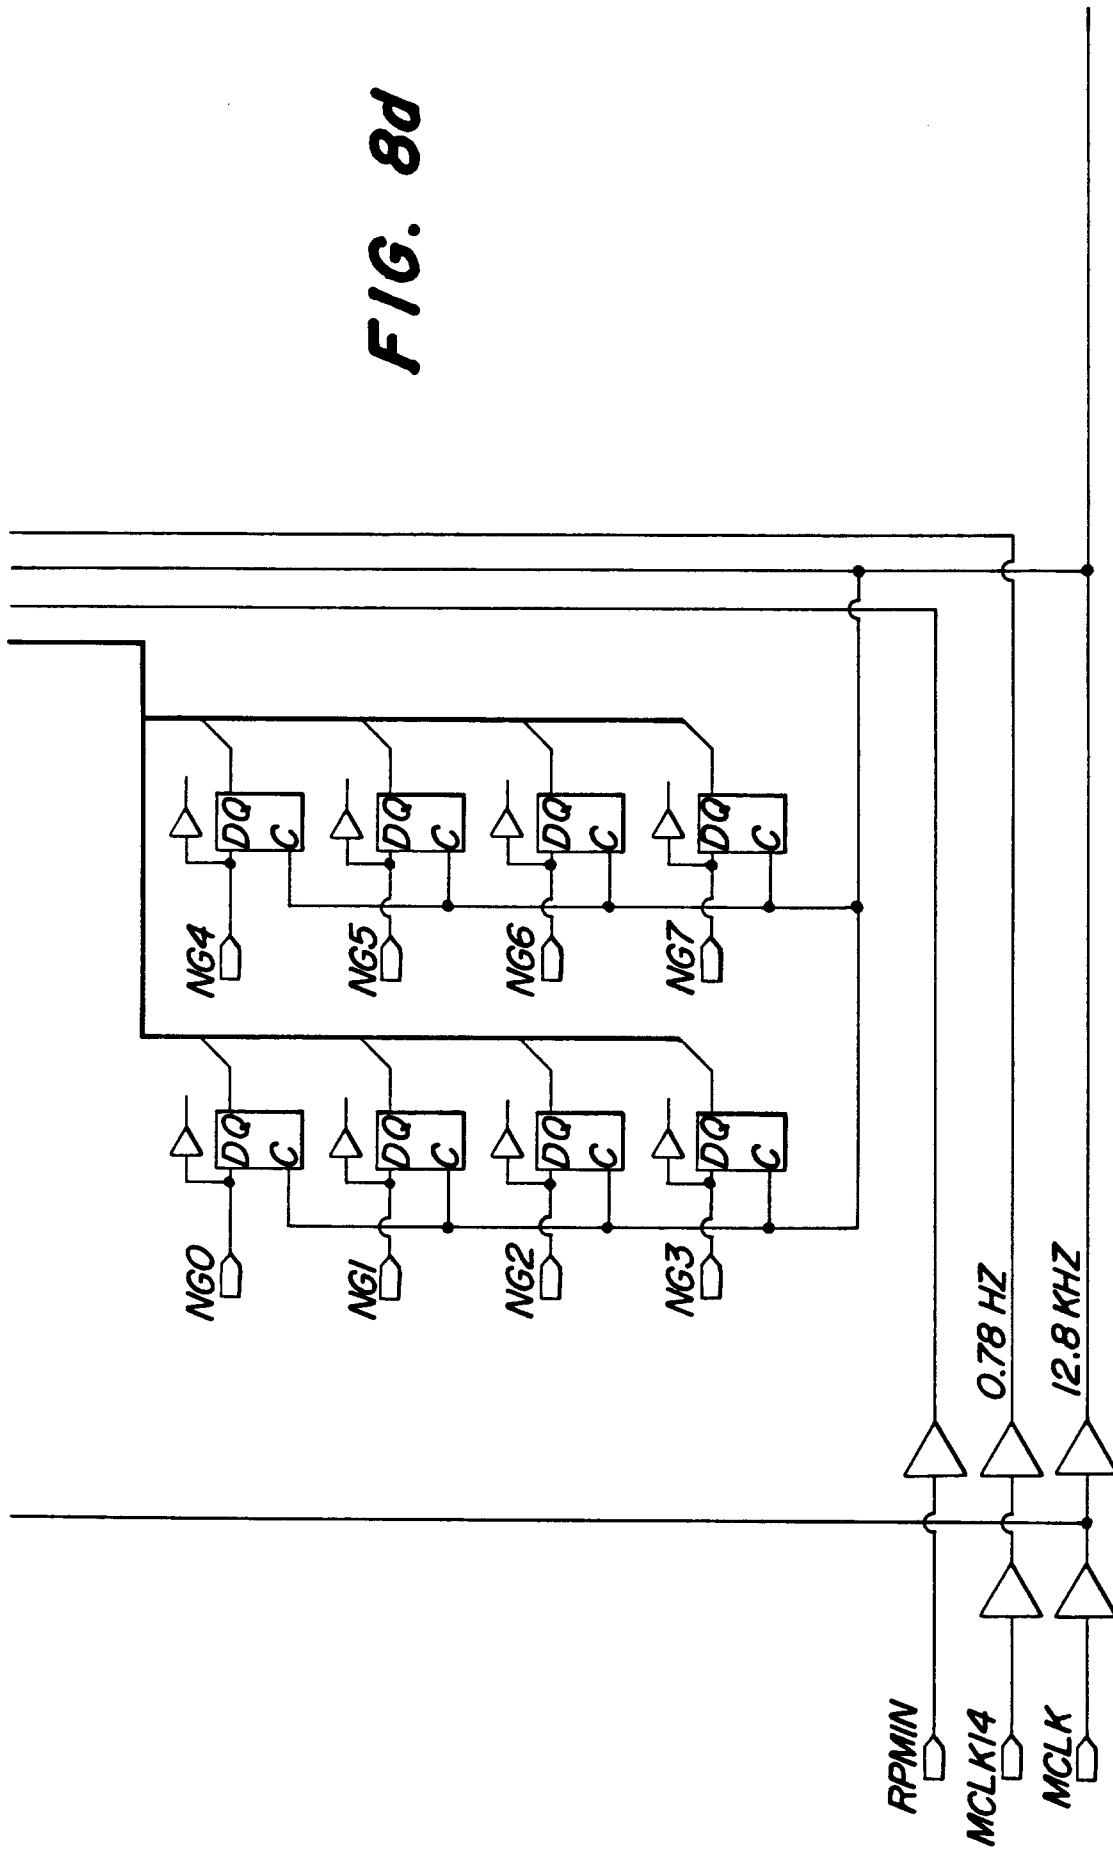 FIG. 8d
NG0
DQ
C
NG4
DQ
C
NG1
DQ
C
NG5
DQ
C
NG2
DQ
C
NG6
DQ
C
NG3
DQ
C
NG7
DQ
C
RPMIN
MCLK14
0.78 HZ
MCLK
12.8 KHZ